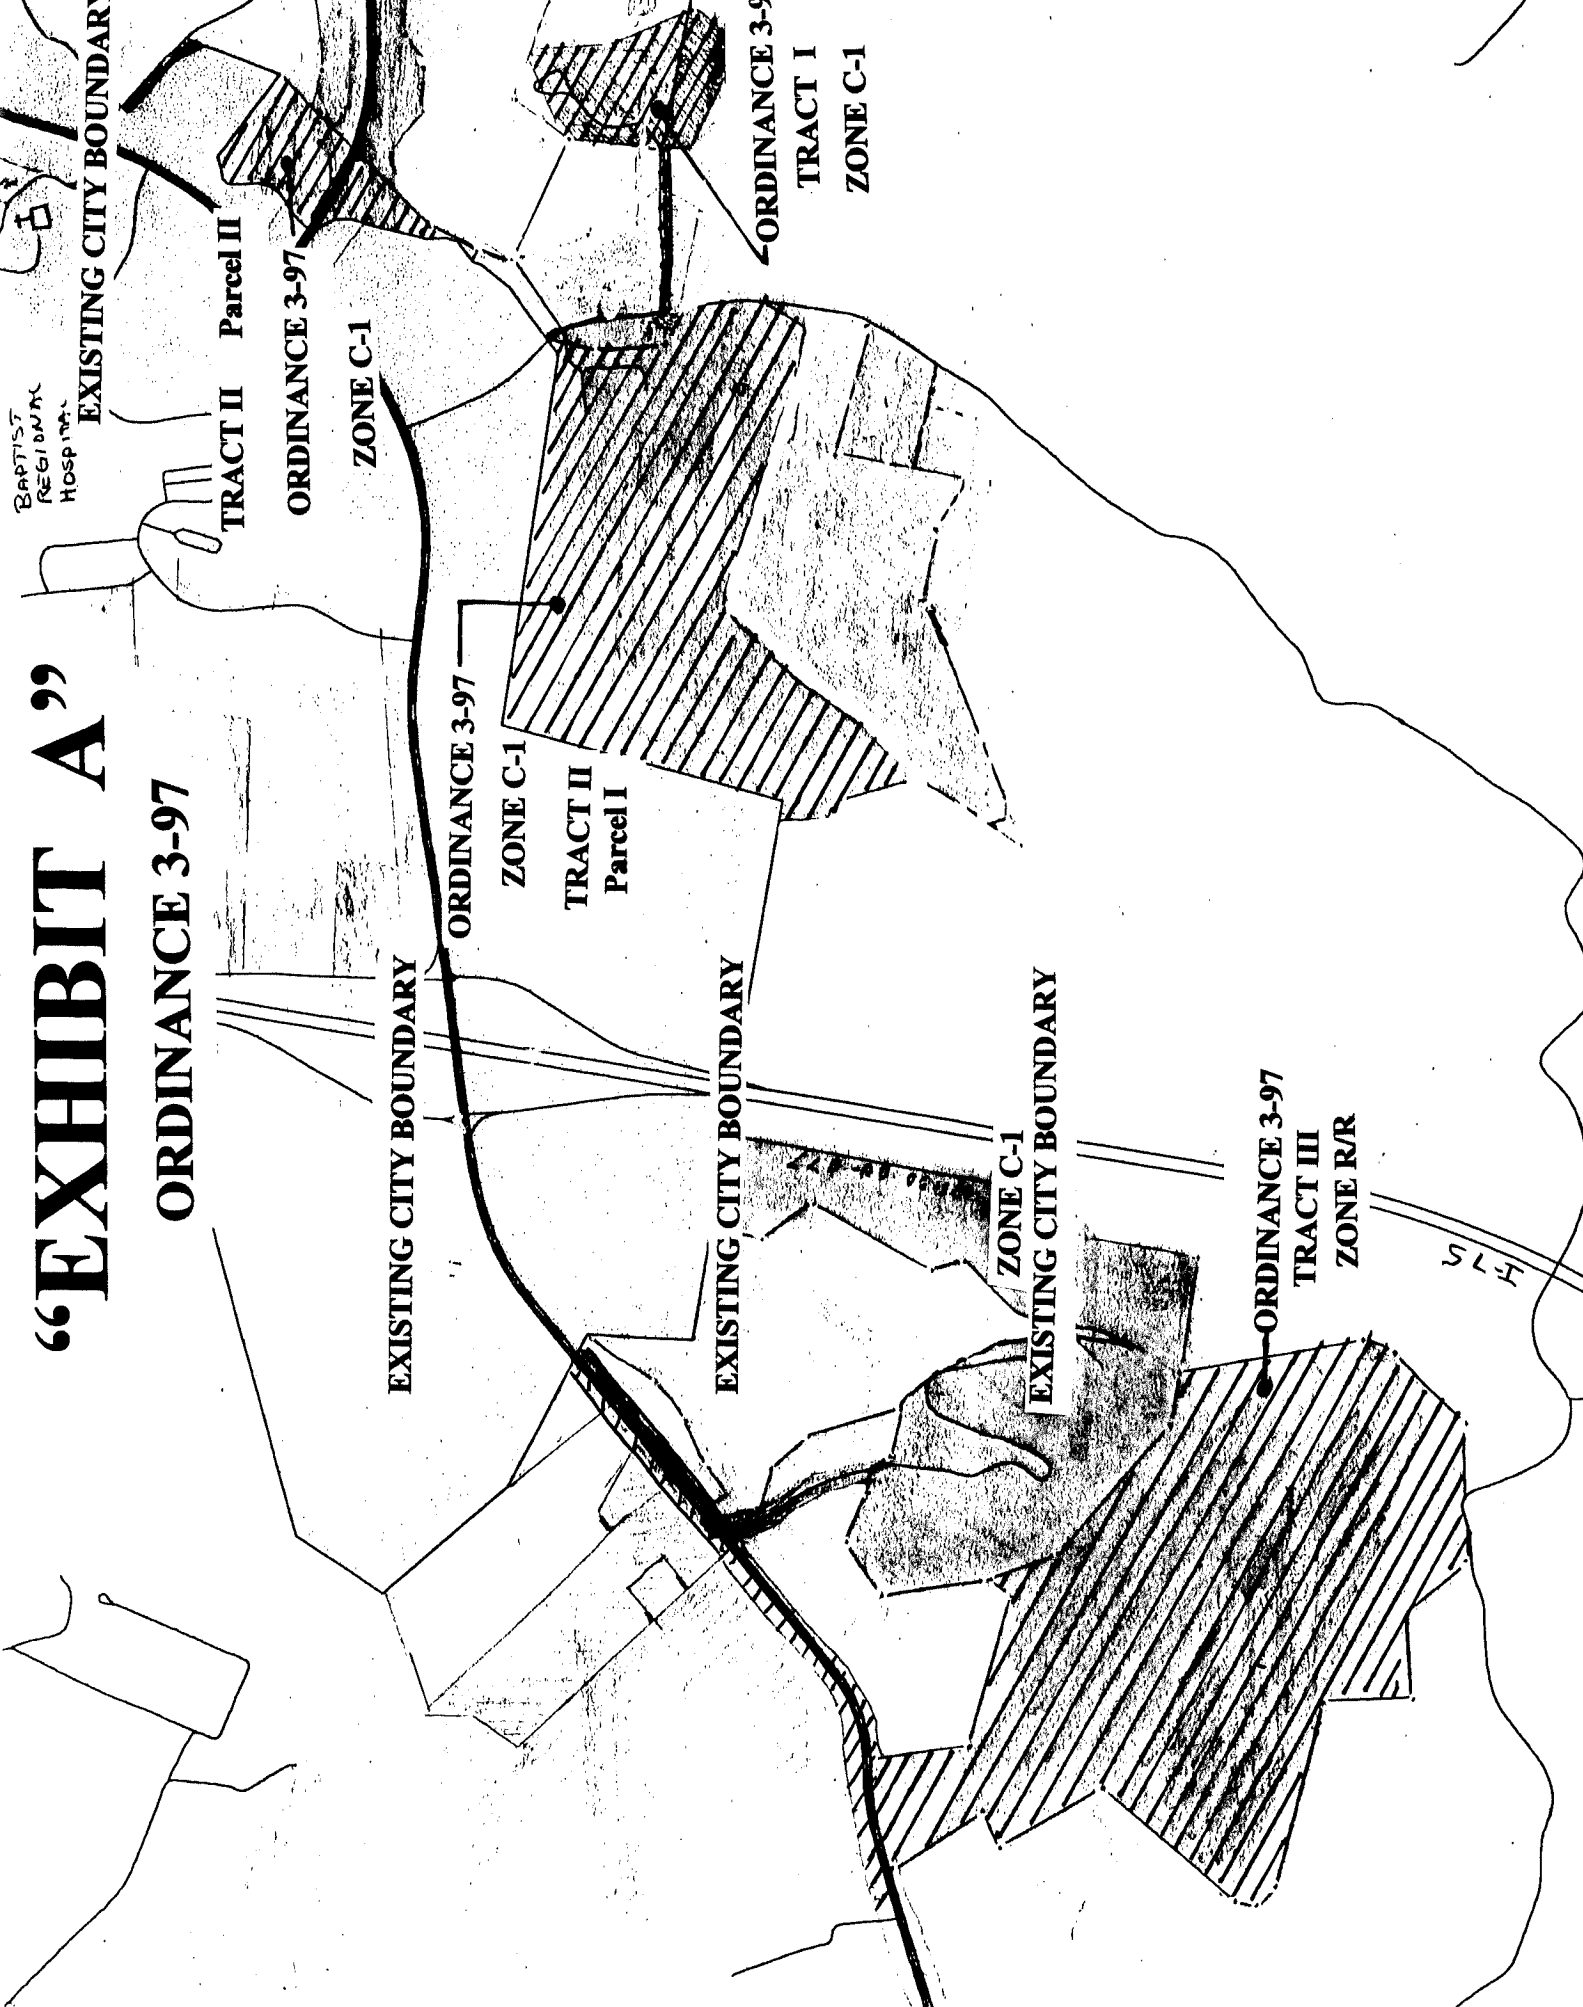 “EXHIBIT A”
ORDINANCE 3-97
BAPTIST
REGIONAL
HOSPITAL
EXISTING CITY BOUNDARY
TRACT II Parcel II
ORDINANCE 3-97
ZONE C-1
ORDINANCE 3-9
TRACT I
ZONE C-1
ORDINANCE 3-97
ZONE C-1
TRACT II
Parcel I
EXISTING CITY BOUNDARY
EXISTING CITY BOUNDARY
ZONE C-1
EXISTING CITY BOUNDARY
ORDINANCE 3-97
TRACT III
ZONE R/R
I-75